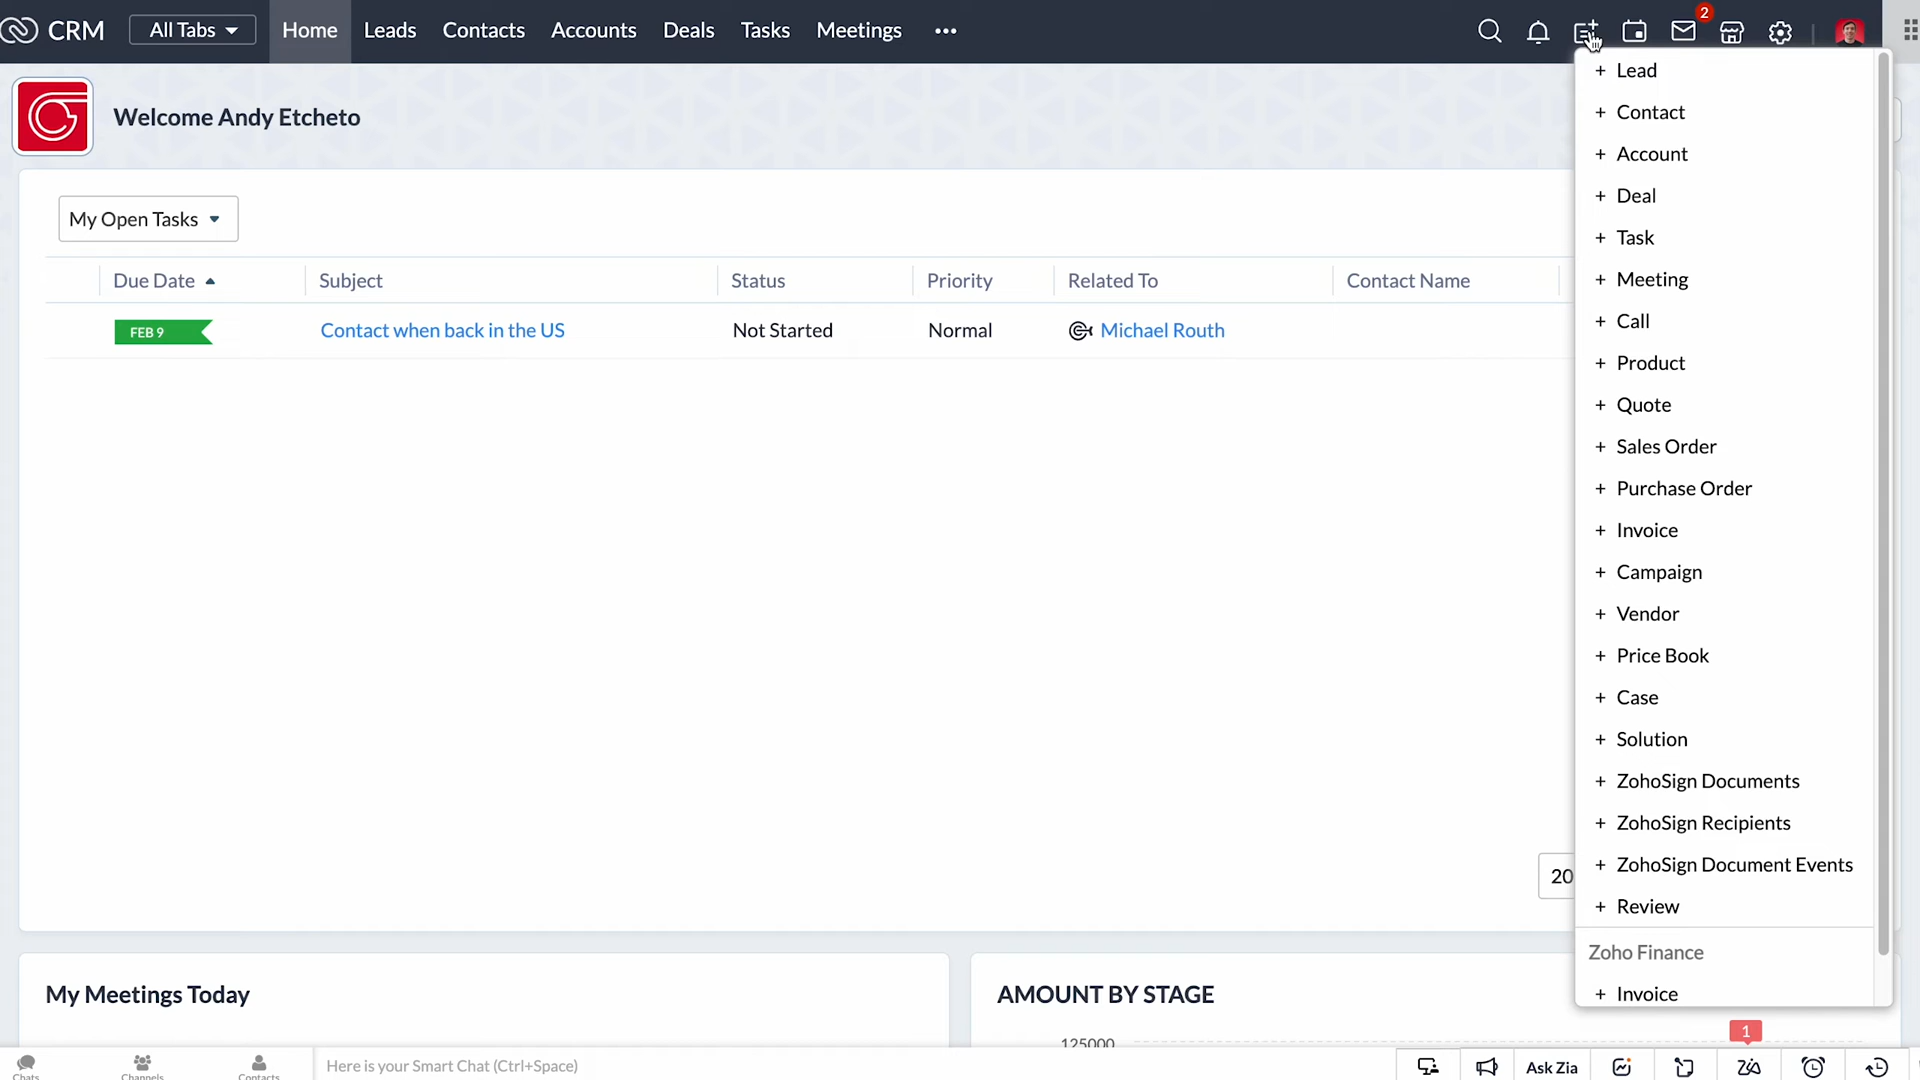 CRM
All Tabs
Home
Leads
Contacts
Accounts
Deals
Tasks
Meetings
2
Welcome Andy Etcheto
My Open Tasks
Due Date
Subject
Status
Priority
Related To
Contact Name
FEB 9
Contact when back in the US
Not Started
Normal
Michael Routh
20
+ Lead
+ Contact
+ Account
+ Deal
+ Task
+ Meeting
+ Call
+ Product
+ Quote
+ Sales Order
+ Purchase Order
+ Invoice
+ Campaign
+ Vendor
+ Price Book
+ Case
+ Solution
+ ZohoSign Documents
+ ZohoSign Recipients
+ ZohoSign Document Events
+ Review
Zoho Finance
+ Invoice
My Meetings Today
AMOUNT BY STAGE
125000
1
Chats
Channels
Contacts
Here is your Smart Chat (Ctrl+Space)
Ask Zia